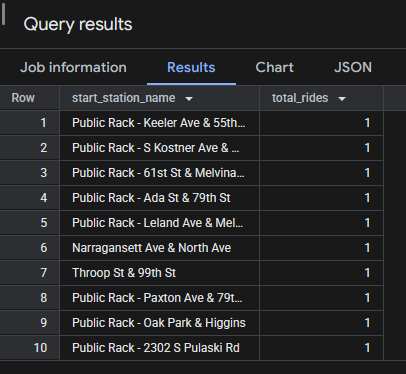 Query results
Job information Results Chart JSON
Row start_station_name total_rides
1 Public Rack - Keeler Ave & 55th... 1
2 Public Rack - S Kostner Ave & ... 1
3 Public Rack - 61st St & Melvina... 1
4 Public Rack - Ada St & 79th St 1
5 Public Rack - Leland Ave & Mel... 1
6 Narragansett Ave & North Ave 1
7 Throop St & 99th St 1
8 Public Rack - Paxton Ave & 79t... 1
9 Public Rack - Oak Park & Higgins 1
10 Public Rack - 2302 S Pulaski Rd 1